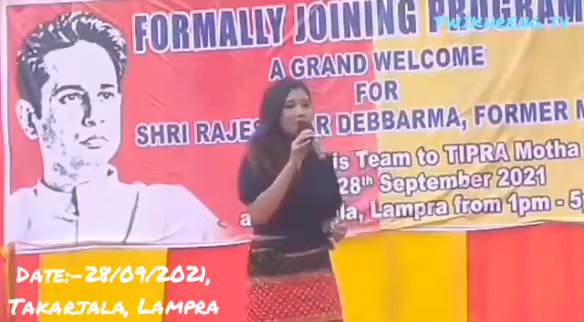 FORMALLY JOINING PROGRAM
A GRAND WELCOME
FOR
SHRI DEBBARMA, FORMER
is Team to TIPRA Motha
28th September 2021
Lampra from 1pm - 5
DATE:-28/09/2021,
TAKARJALA, LAMPRA